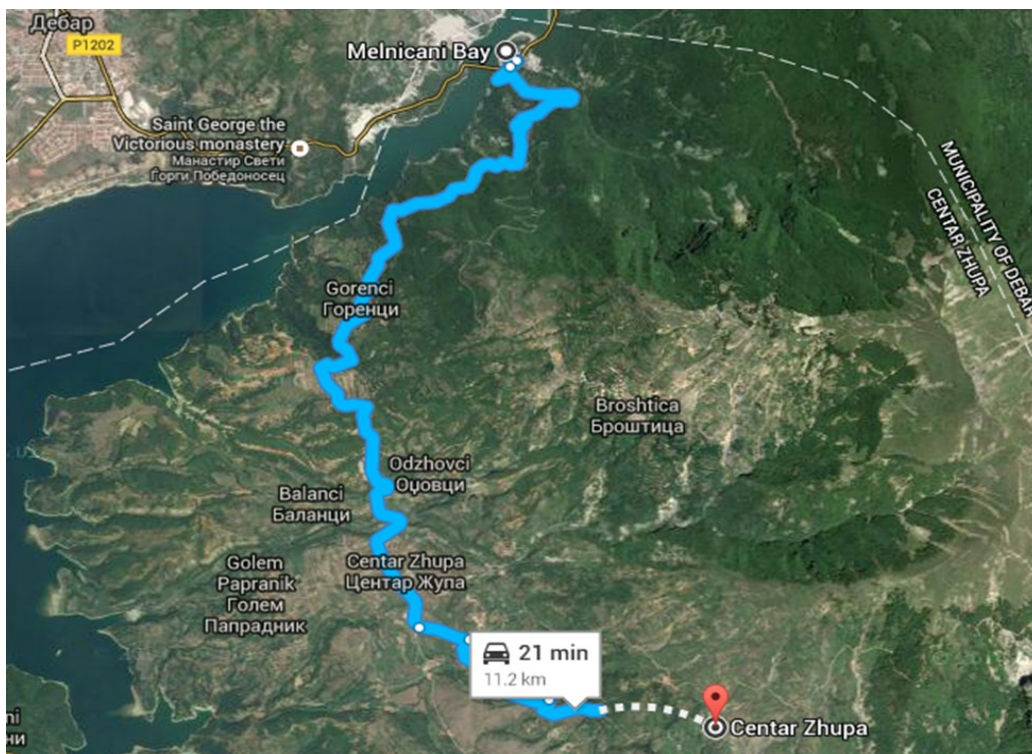 Дебар
P1202
Melnicani Bay
Saint George the
Victorious monastery
Манастир Свети
Горги Победоносец
MUNICIPALITY OF DEBAR
CENTAR ZHUPA
Gorenci
Горенци
Broshtica
Броштица
Odzhovci
Оџовци
Balanci
Баланци
Centar Zhupa
Центар Жупа
Golem
Papranik
Голем
Папрадник
21 min
11.2 km
Centar Zhupa